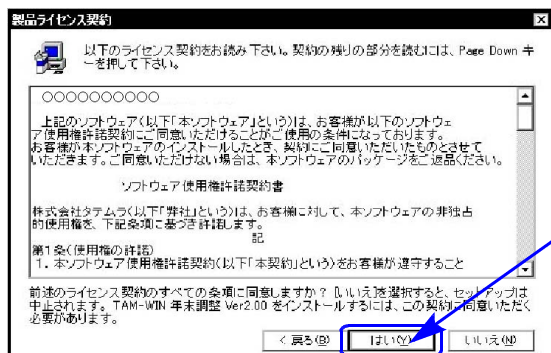 製品ライセンス契約
以下のライセンス契約をお読み下さい。契約の残りの部分を読むには、Page Down キ
ーを押して下さい。
○○○○○○○○○○
上記のソフトウェア(以下「本ソフトウェア」という)は、お客様が以下のソフトウェ
ア使用権許諾契約にご同意いただけることがご使用の条件になっております。
お客様が本ソフトウェアのインストールしたとき、契約にご同意いただいたものとさせて
いただきます。ご同意いただけない場合は、本ソフトウェアのパッケージをご返品ください。
ソフトウェア使用権許諾契約書
株式会社タテムラ(以下「弊社」という)は、お客様に対して、本ソフトウェアの非独占
的使用権を、下記条項に基づき許諾します。
記
第1条(使用権の許諾)
1. 本ソフトウェア使用権許諾契約(以下「本契約」という)をお客様が遵守すること
前述のライセンス契約のすべての条項に同意しますか？ [いいえ]を選択すると、セットアップは
中止されます。 TAM-WIN 年末調整 Ver2.00 をインストールするには、この契約に同意いただく
必要があります。
< 戻る(B) はい(Y) いいえ(N)